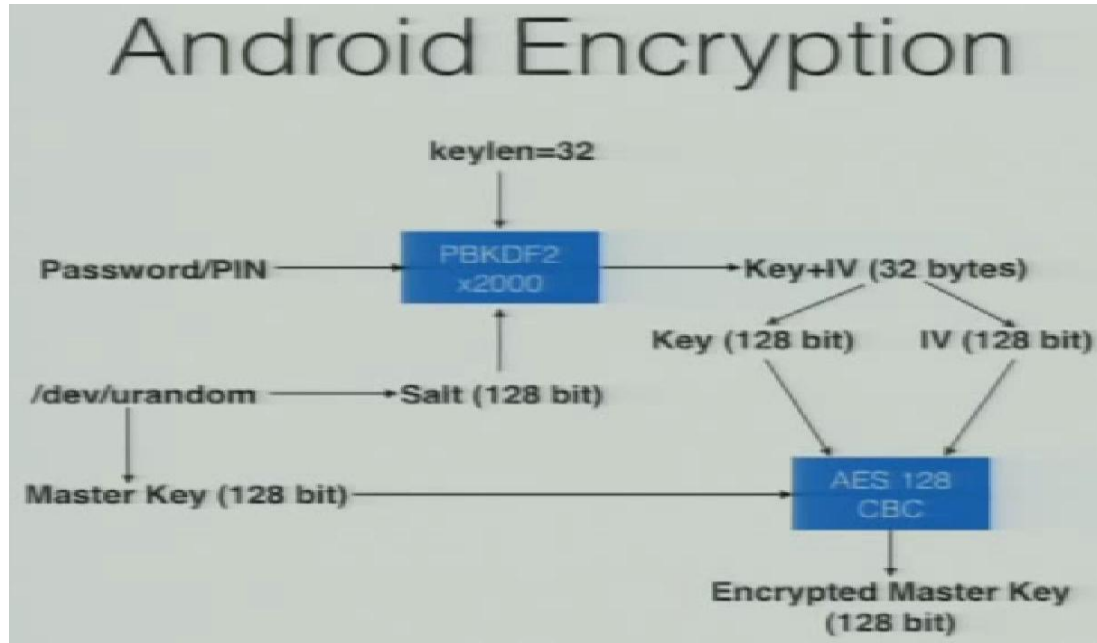 Android Encryption
keylen=32
PBKDF2
x2000
Password/PIN
Key+IV (32 bytes)
Key (128 bit)
IV (128 bit)
/dev/urandom
Salt (128 bit)
Master Key (128 bit)
AES 128
CBC
Encrypted Master Key
(128 bit)